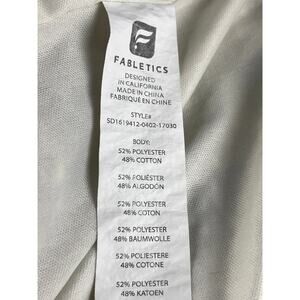 FABLETICS
DESIGNED
IN CALIFORNIA
MADE IN CHINA
FABRIQUÉ EN CHINE
STYLE#
SD1619412-0402-17030
BODY:
52% POLYESTER
48% COTTON
52% POLIÉSTER
48% ALGODÓN
52% POLYESTER
48% COTON
52% POLYESTER
48% BAUMWOLLE
52% POLIESTERE
48% COTONE
52% POLYESTER
48% KATOEN